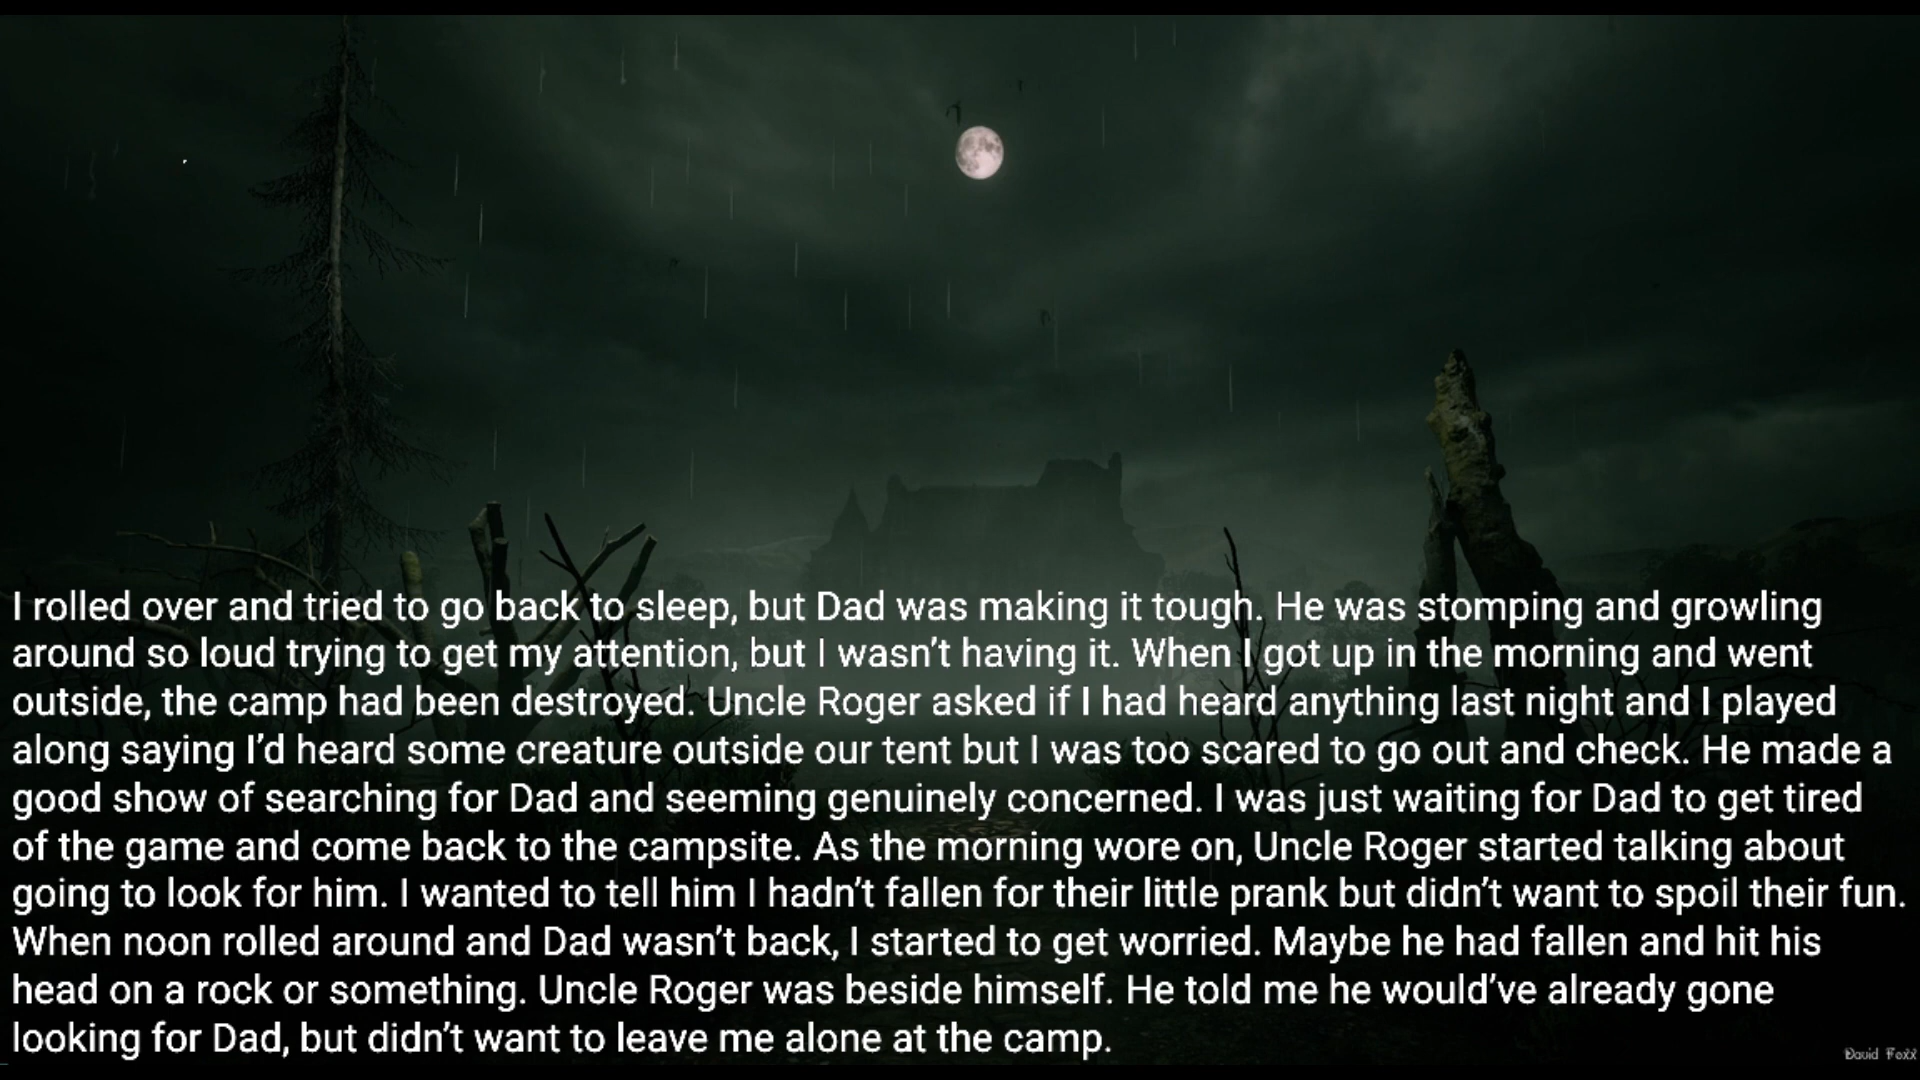 I rolled over and tried to go back to sleep, but Dad was making it tough. He was stomping and growling
around so loud trying to get my attention, but I wasn’t having it. When I got up in the morning and went
outside, the camp had been destroyed. Uncle Roger asked if I had heard anything last night and I played
along saying I’d heard some creature outside our tent but I was too scared to go out and check. He made a
good show of searching for Dad and seeming genuinely concerned. I was just waiting for Dad to get tired
of the game and come back to the campsite. As the morning wore on, Uncle Roger started talking about
going to look for him. I wanted to tell him I hadn’t fallen for their little prank but didn’t want to spoil their fun.
When noon rolled around and Dad wasn’t back, I started to get worried. Maybe he had fallen and hit his
head on a rock or something. Uncle Roger was beside himself. He told me he would’ve already gone
looking for Dad, but didn’t want to leave me alone at the camp.
David Foxx